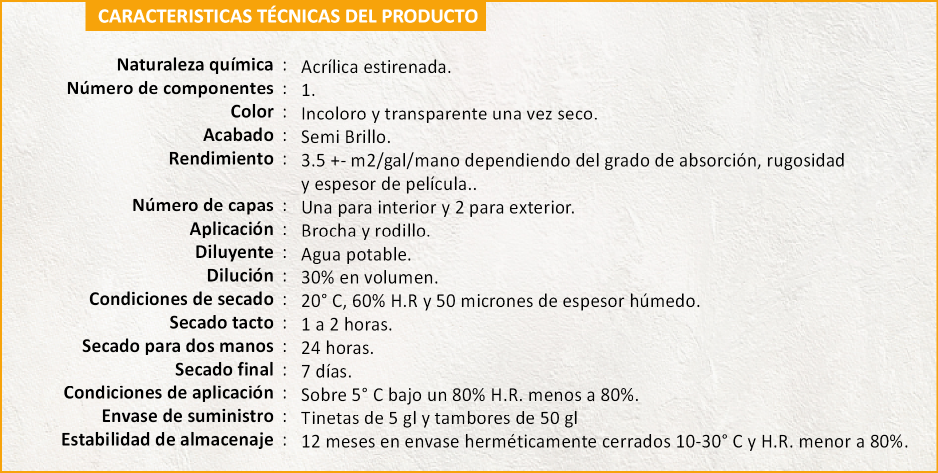 CARACTERISTICAS TÉCNICAS DEL PRODUCTO
Naturaleza química : Acrílica estirenada.
Número de componentes : 1.
Color : Incoloro y transparente una vez seco.
Acabado : Semi Brillo.
Rendimiento : 3.5 +- m2/gal/mano dependiendo del grado de absorción, rugosidad
y espesor de película..
Número de capas : Una para interior y 2 para exterior.
Aplicación : Brocha y rodillo.
Diluyente : Agua potable.
Dilución : 30% en volumen.
Condiciones de secado : 20° C, 60% H.R y 50 micrones de espesor húmedo.
Secado tacto : 1 a 2 horas.
Secado para dos manos : 24 horas.
Secado final : 7 días.
Condiciones de aplicación : Sobre 5° C bajo un 80% H.R. menos a 80%.
Envase de suministro : Tinetas de 5 gl y tambores de 50 gl
Estabilidad de almacenaje : 12 meses en envase herméticamente cerrados 10-30° C y H.R. menor a 80%.